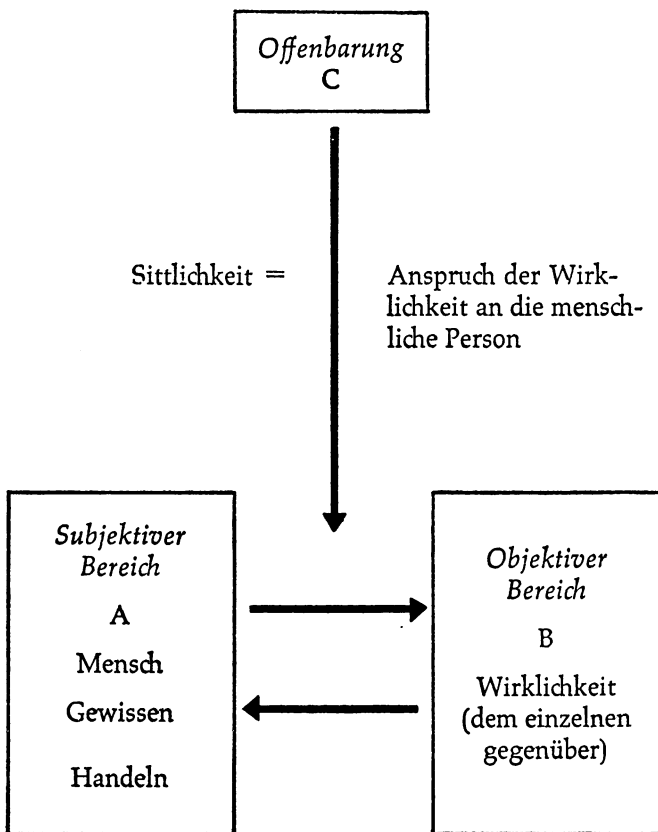 Offenbarung
C
Sittlichkeit =
Anspruch der Wirk-
lichkeit an die mensch-
liche Person
Subjektiver
Bereich
A
Mensch
Gewissen
Handeln
Objektiver
Bereich
B
Wirklichkeit
(dem einzelnen
gegenüber)